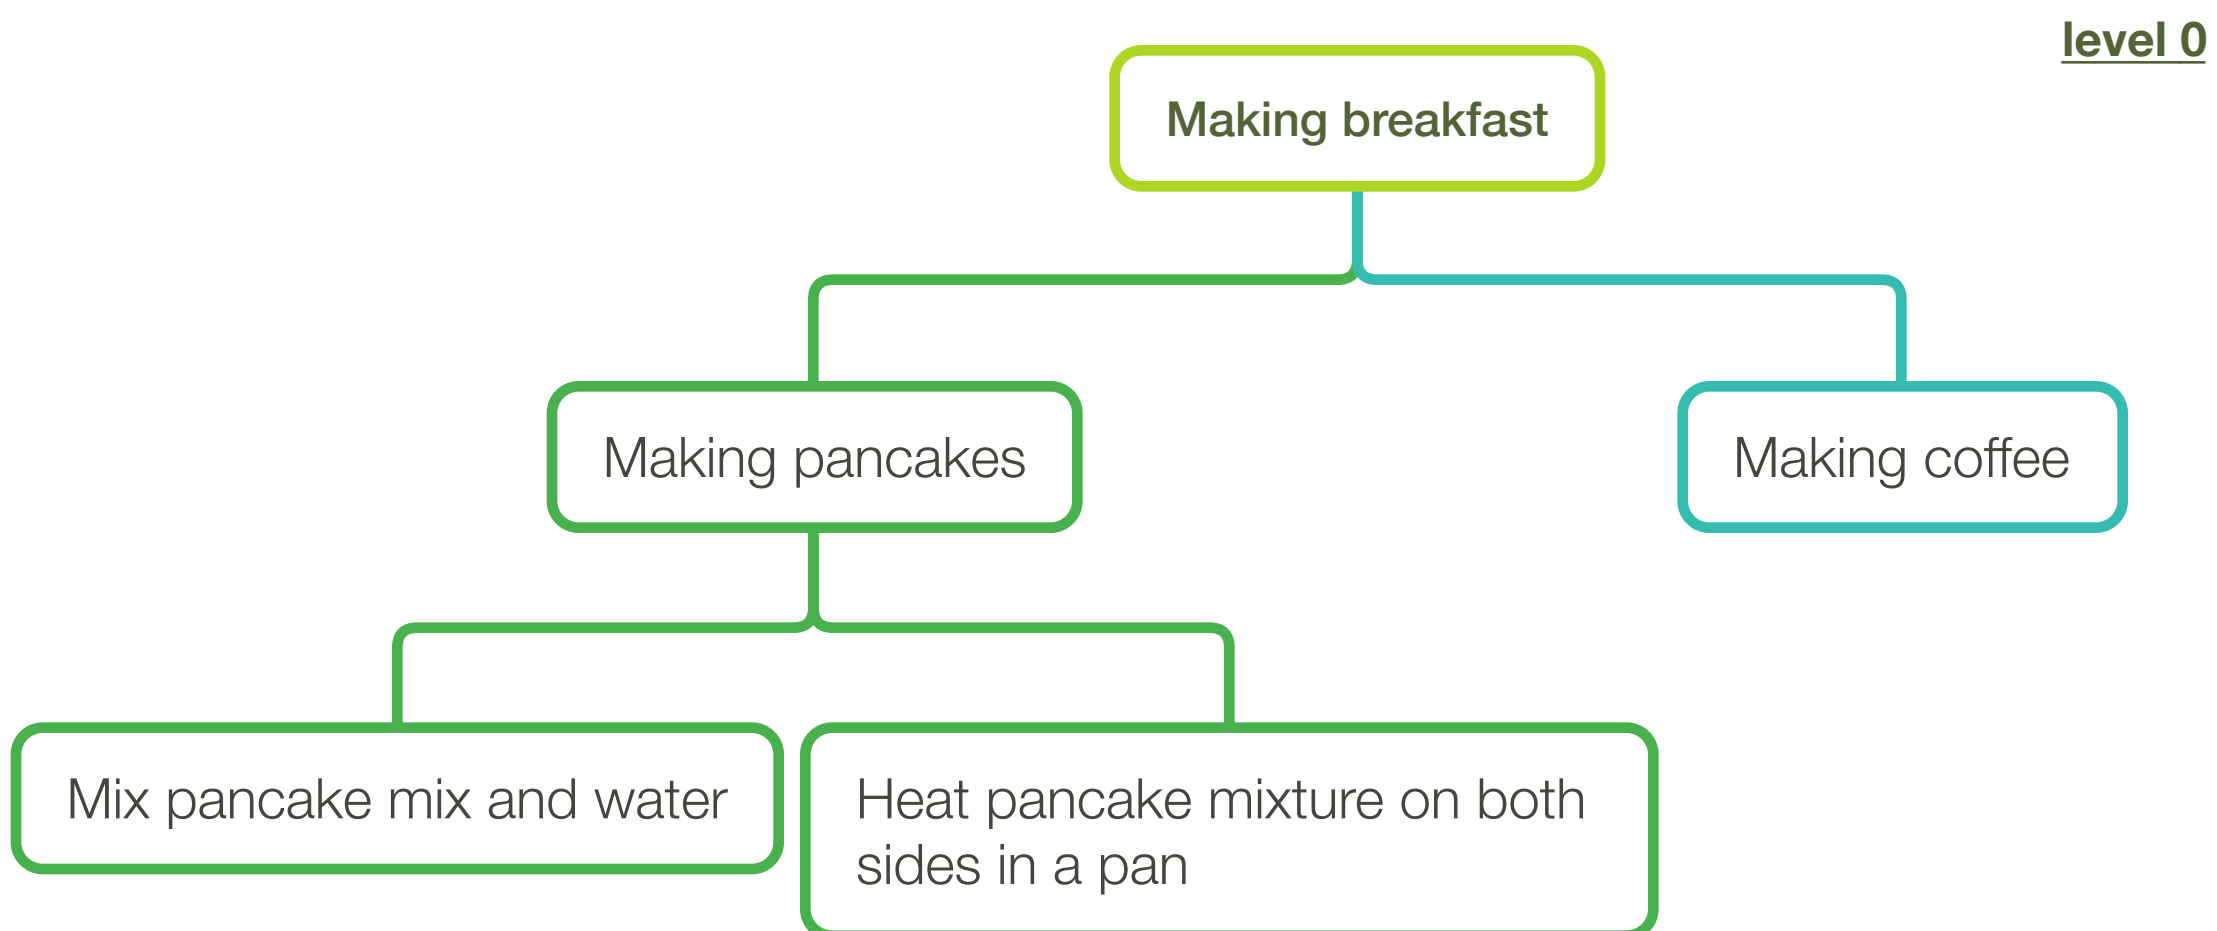 level 0
Making breakfast
Making pancakes
Making coffee
Mix pancake mix and water
Heat pancake mixture on both
sides in a pan